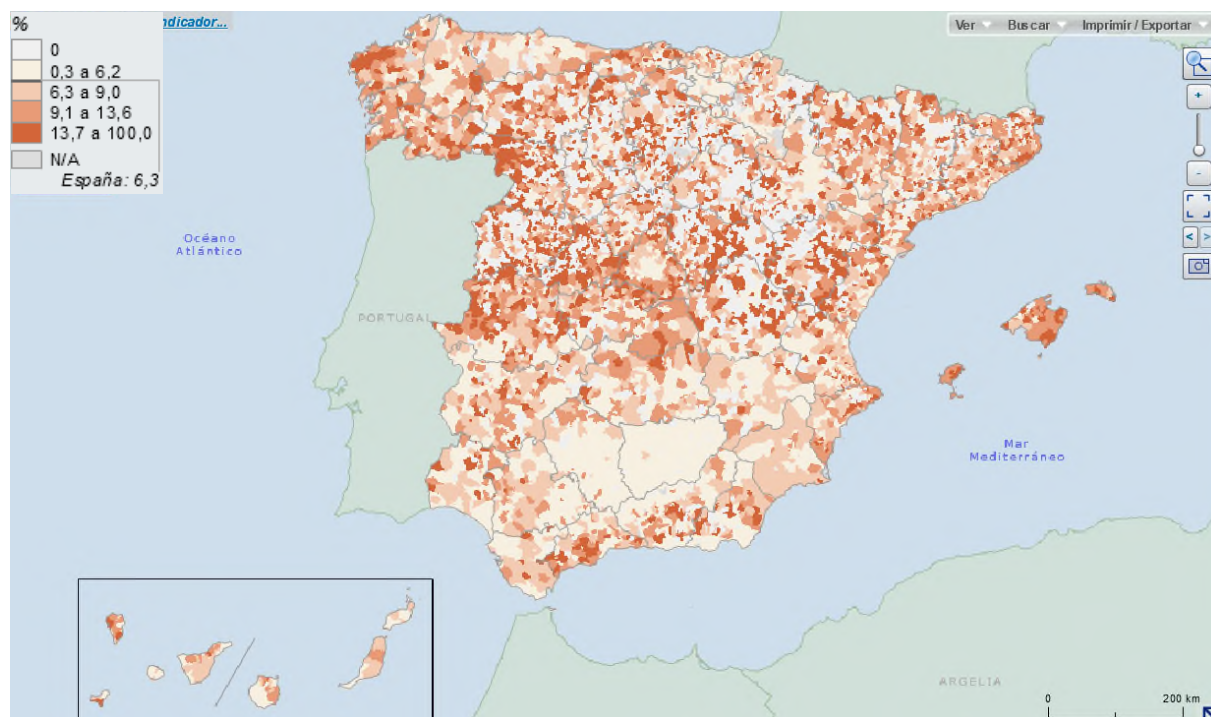 %
0
0,3 a 6,2
6,3 a 9,0
9,1 a 13,6
13,7 a 100,0
N/A
España: 6,3
ndicador...
Ver
Buscar
Imprimir / Exportar
+
-
< >
Océano
Atlántico
PORTUGAL
Mar
Mediterráneo
ARGELIA
0
200 km